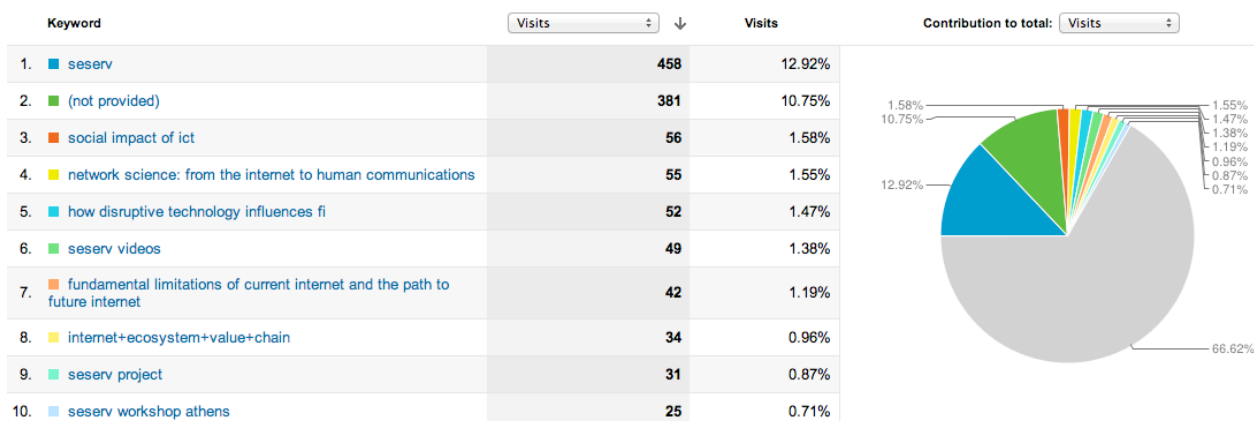 Keyword Visits Visits Contribution to total: Visits
1. seserv 458 12.92%
2. (not provided) 381 10.75%
3. social impact of ict 56 1.58%
4. network science: from the internet to human communications 55 1.55%
5. how disruptive technology influences fi 52 1.47%
6. seserv videos 49 1.38%
7. fundamental limitations of current internet and the path to
future internet 42 1.19%
8. internet+ecosystem+value+chain 34 0.96%
9. seserv project 31 0.87%
10. seserv workshop athens 25 0.71%
1.58%
10.75%
12.92%
1.55%
1.47%
1.38%
1.19%
0.96%
0.87%
0.71%
66.62%